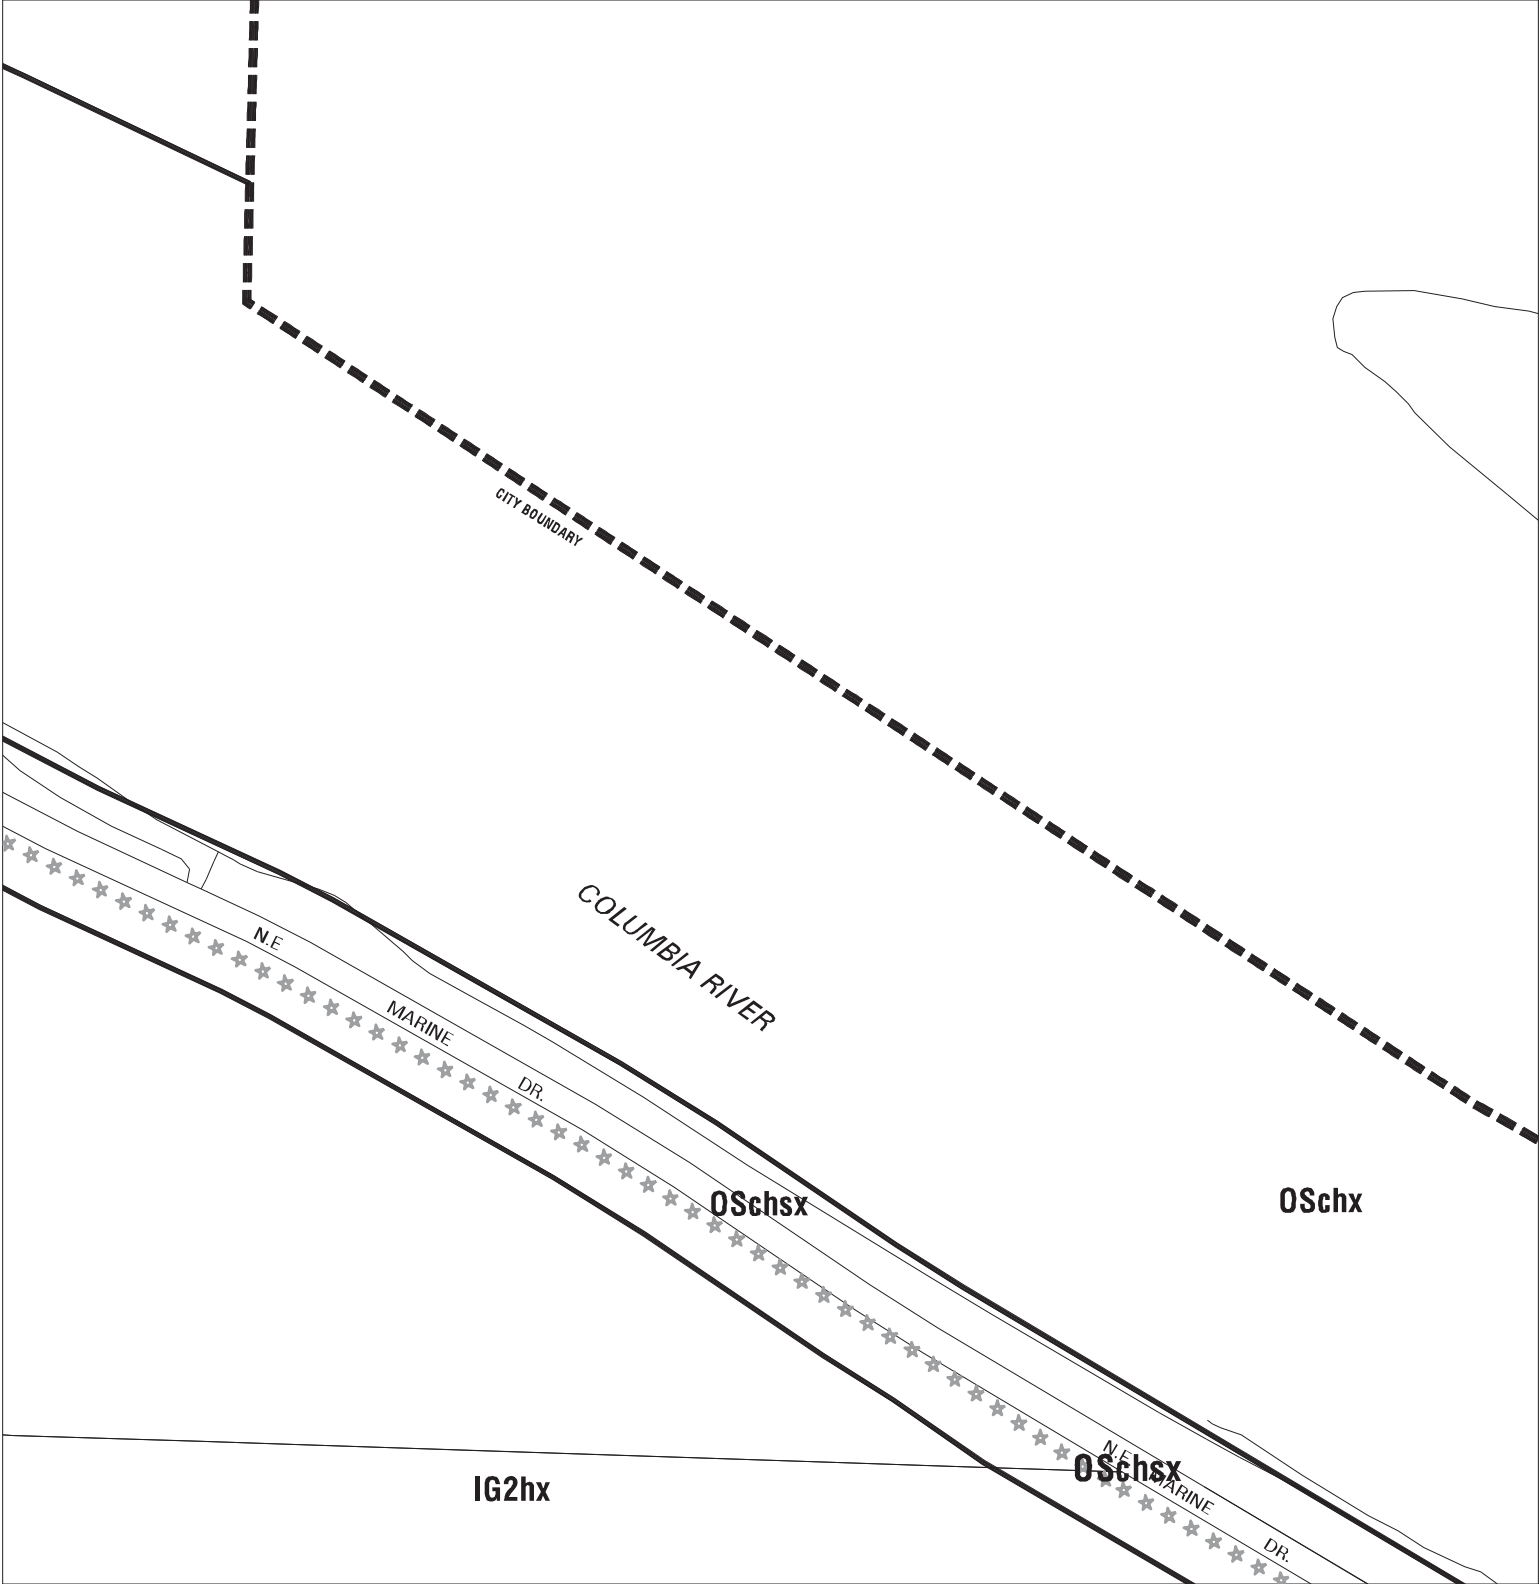 CITY BOUNDARY
COLUMBIA RIVER
N.E
MARINE
DR.
OSchsx
OSchx
N.E
OSchsx
MARINE
IG2hx
DR.